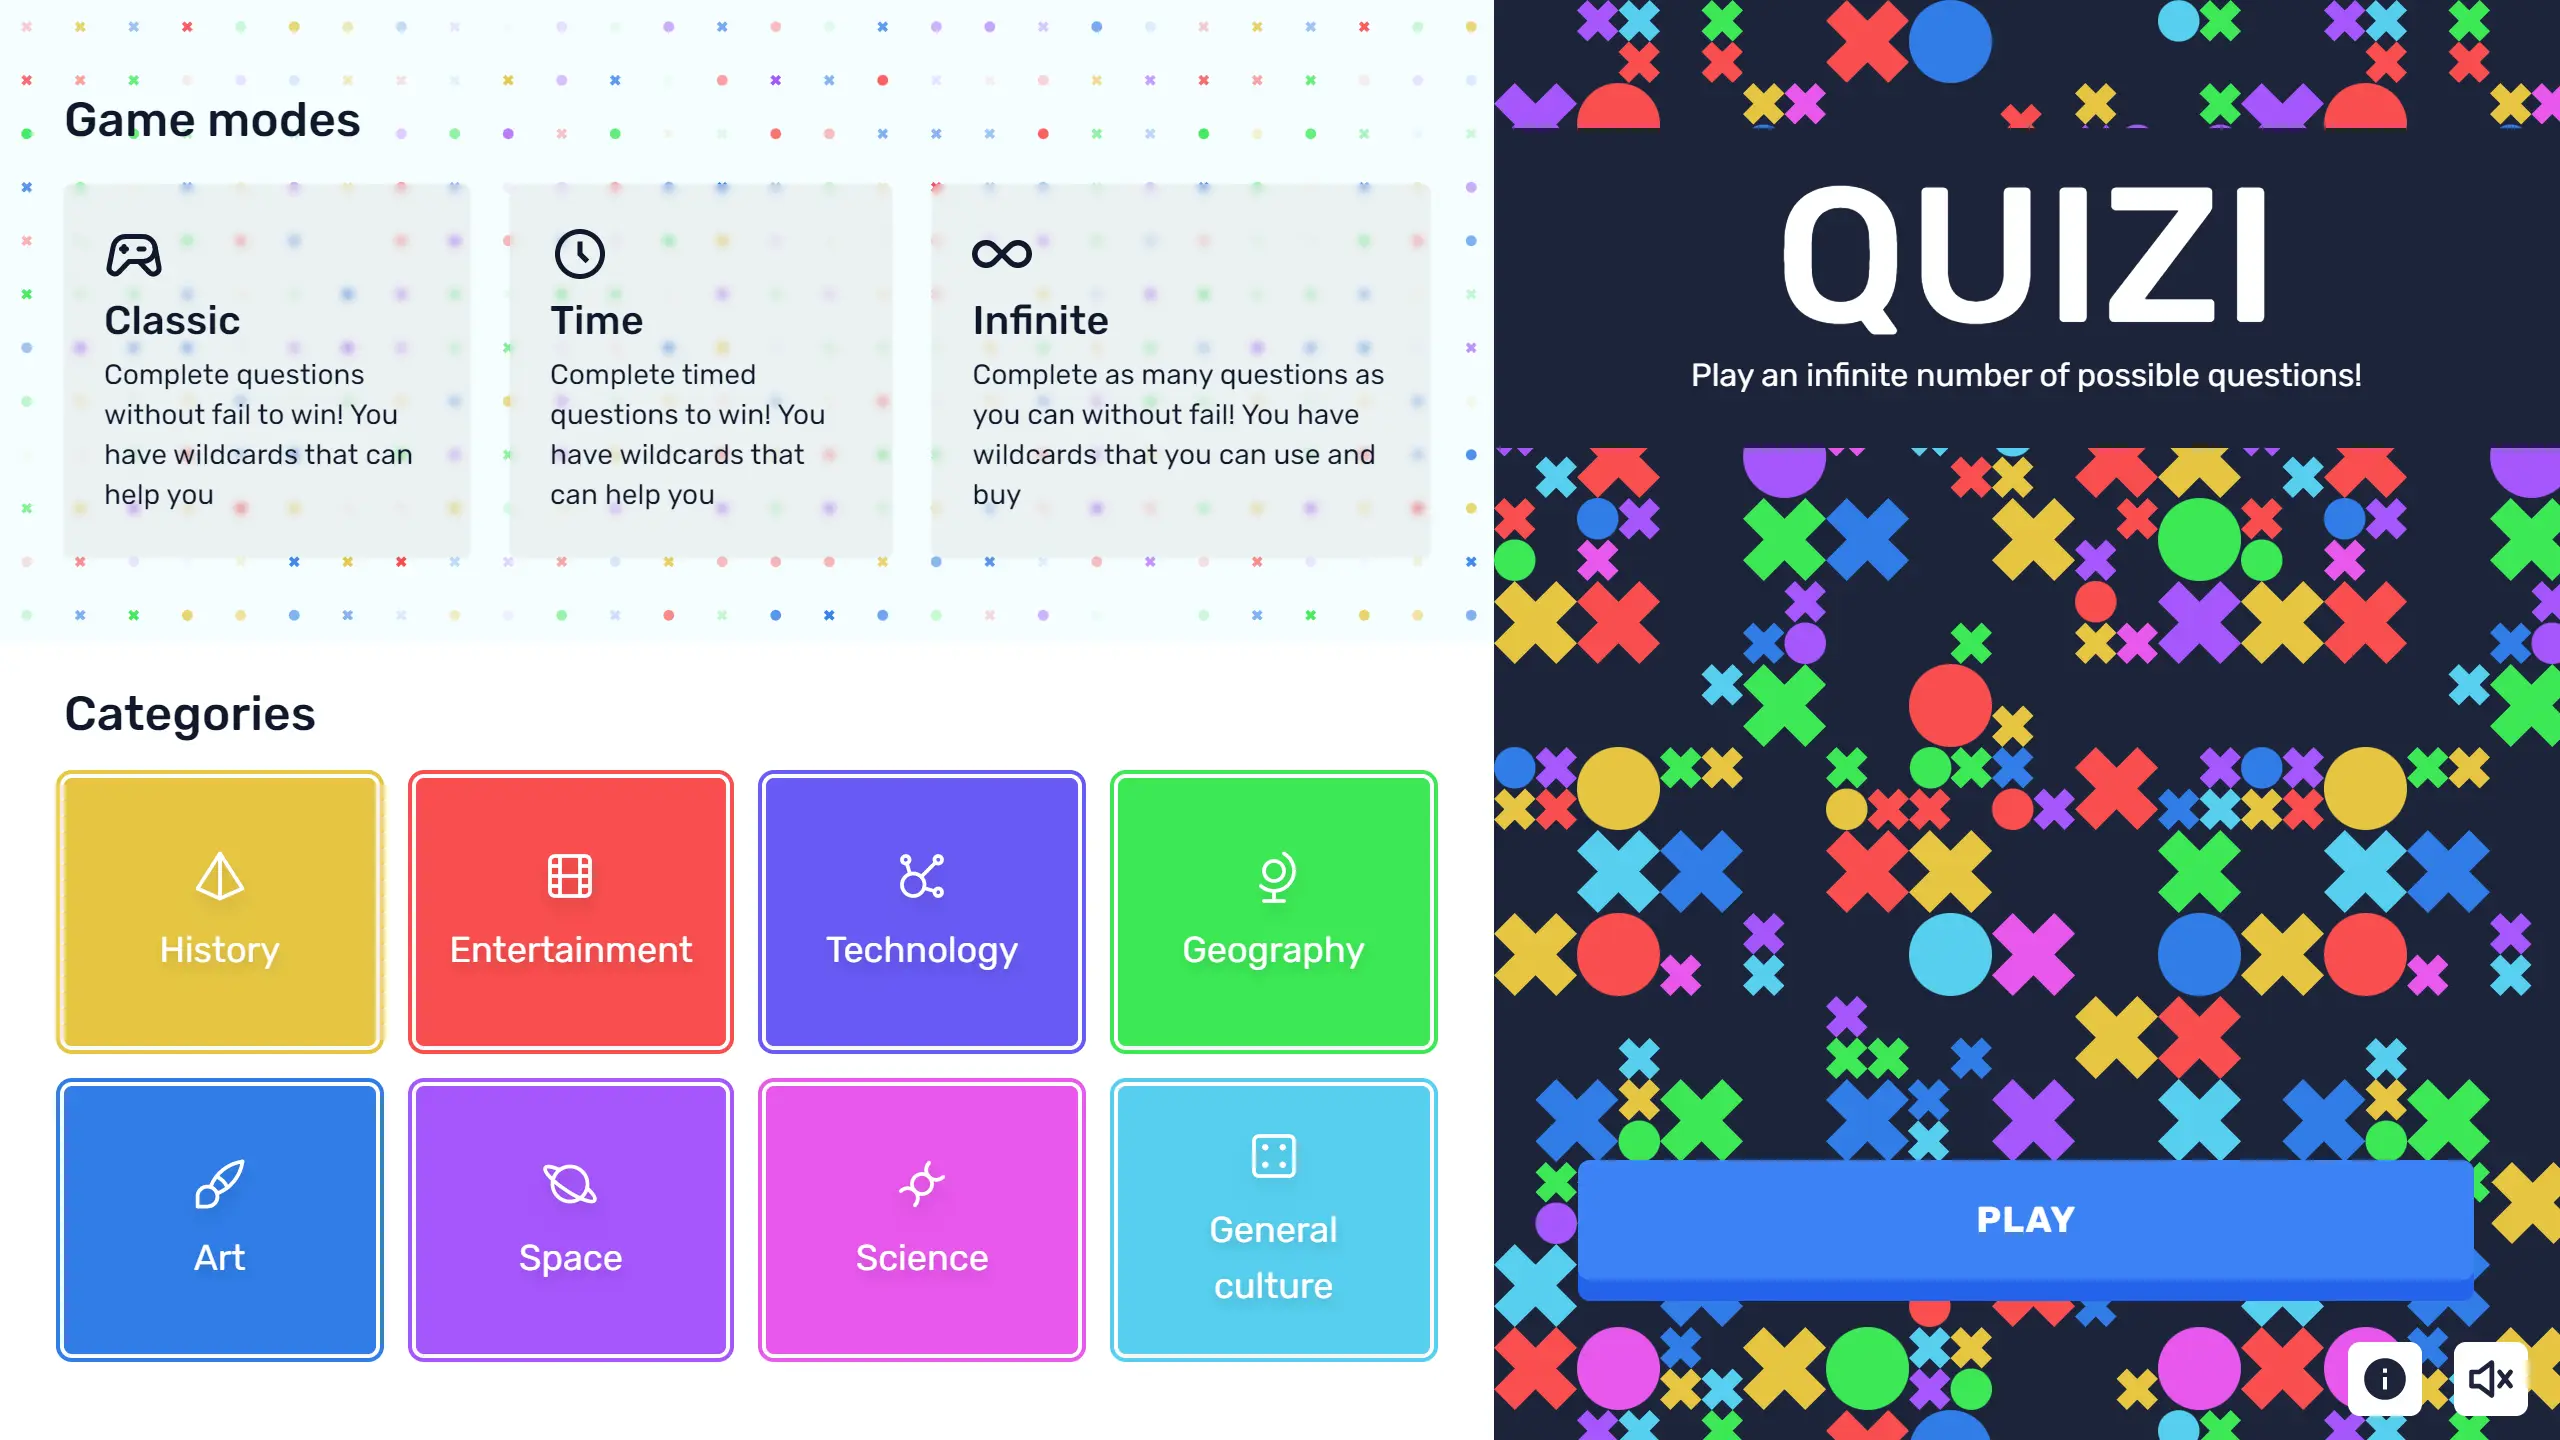 Game modes
Classic
Complete questions
without fail to win! You
have wildcards that can
help you
Time
Complete timed
questions to win! You
have wildcards that
can help you
Infinite
Complete as many questions as
you can without fail! You have
wildcards that you can use and
buy
Categories
History
Entertainment
Technology
Geography
Art
Space
Science
General
culture
QUIZI
Play an infinite number of possible questions!
PLAY